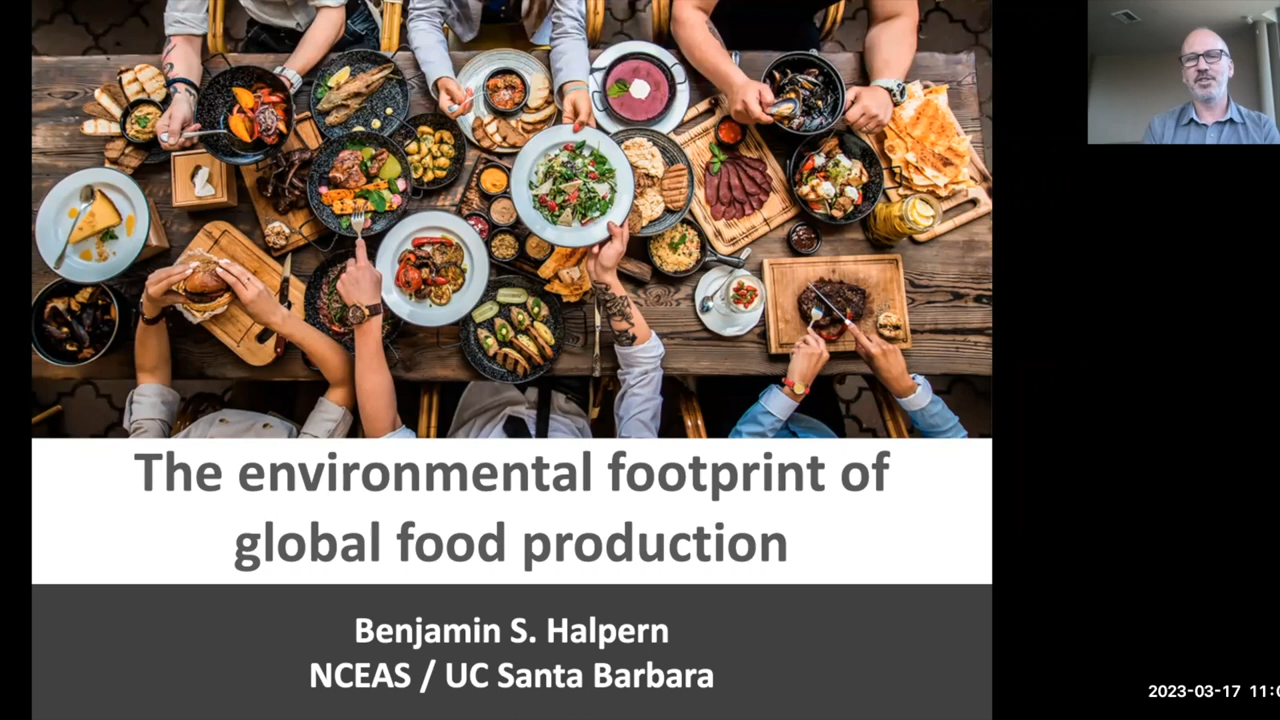 The environmental footprint of
global food production
Benjamin S. Halpern
NCEAS / UC Santa Barbara
2023-03-17 11:0